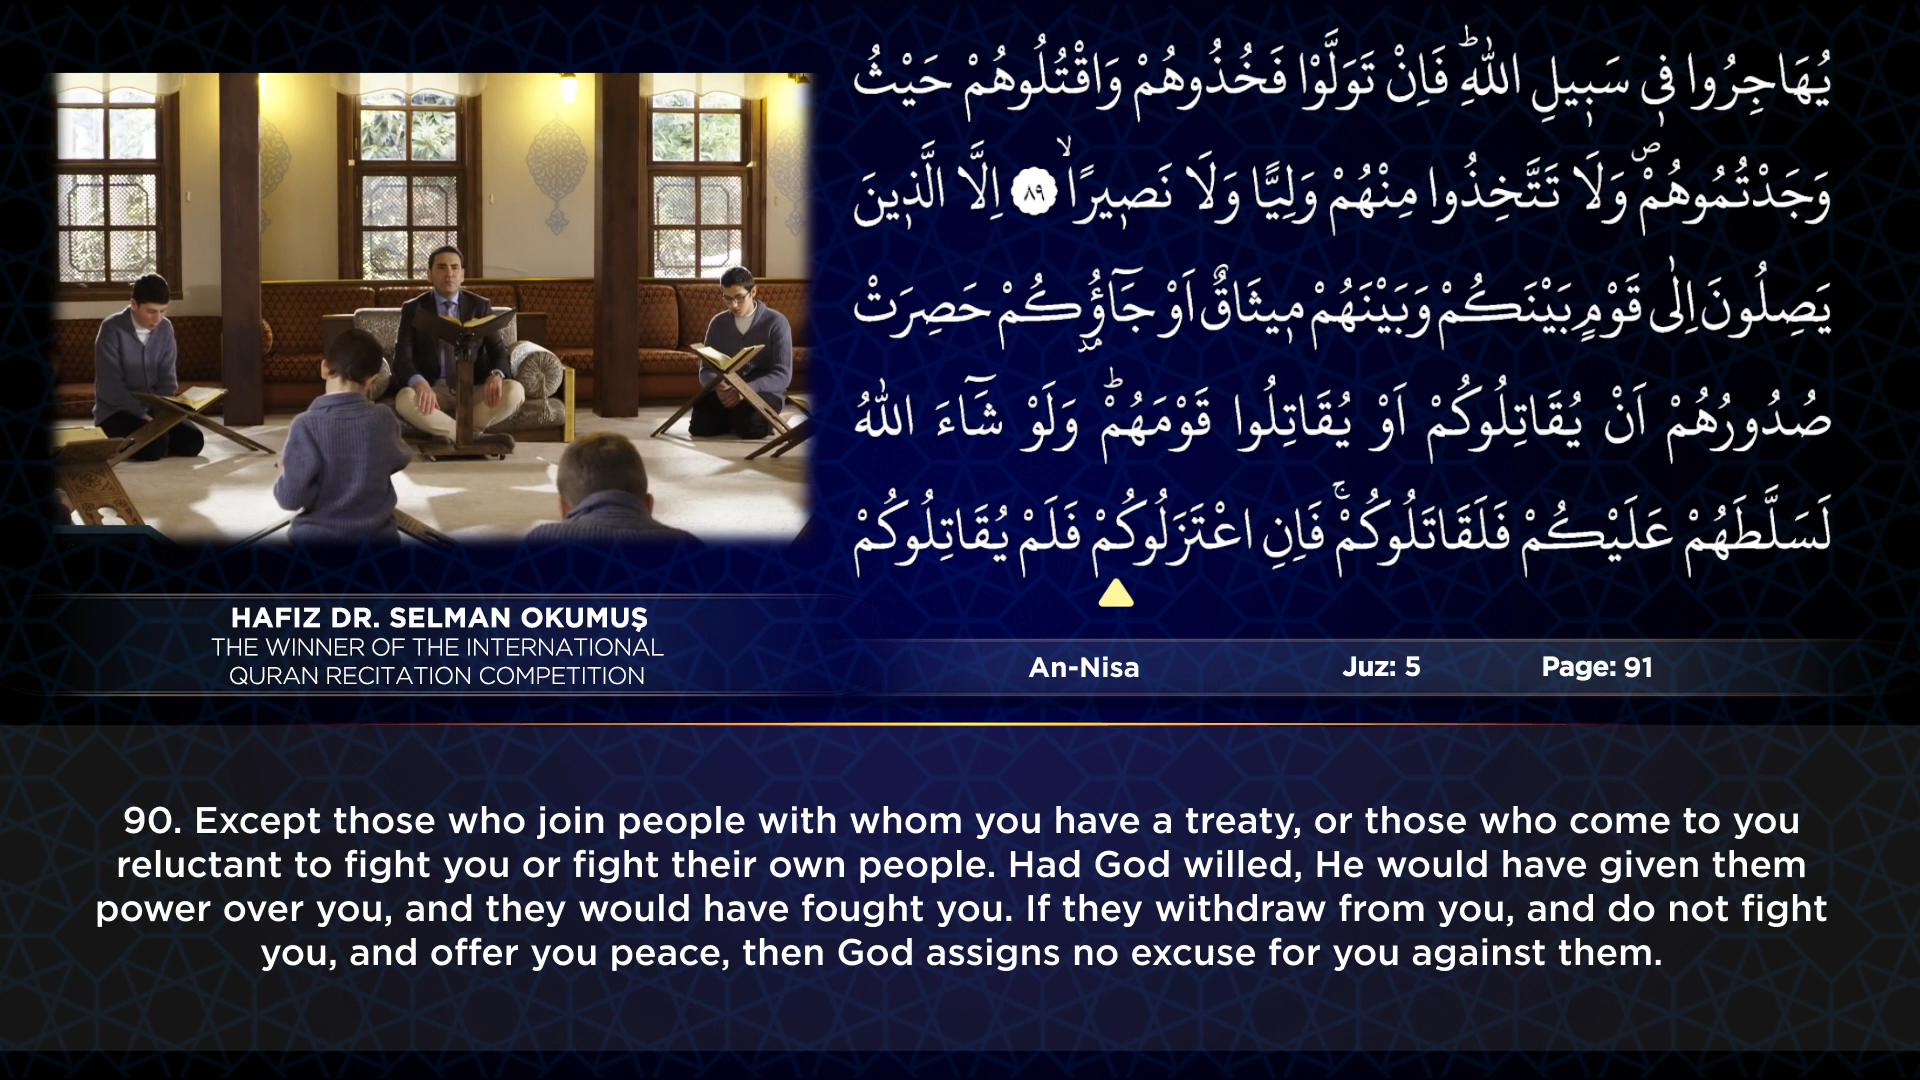 يُهَاجِرُوا فِي سَبِيلِ اللّٰهِۜ فَاِنْ تَوَلَّوْا فَخُذُوهُمْ وَاقْتُلُوهُمْ حَيْثُ
وَجَدْتُمُوهُمْۖ وَلَا تَتَّخِذُوا مِنْهُمْ وَلِيًّا وَلَا نَصِيرًاۙ ٨٩ اِلَّا الَّذِينَ
يَصِلُونَ اِلٰى قَوْمٍ بَيْنَكُمْ وَبَيْنَهُمْ مِيثَاقٌ اَوْ جَٓاؤُ۫كُمْ حَصِرَتْ
صُدُورُهُمْ اَنْ يُقَاتِلُوكُمْ اَوْ يُقَاتِلُوا قَوْمَهُمْۜ وَلَوْ شَٓاءَ اللّٰهُ
لَسَلَّطَهُمْ عَلَيْكُمْ فَلَقَاتَلُوكُمْۚ فَاِنِ اعْتَزَلُوكُمْ فَلَمْ يُقَاتِلُوكُمْ
HAFIZ DR. SELMAN OKUMUŞ
THE WINNER OF THE INTERNATIONAL
QURAN RECITATION COMPETITION
An-Nisa Juz: 5 Page: 91
90. Except those who join people with whom you have a treaty, or those who come to you
reluctant to fight you or fight their own people. Had God willed, He would have given them
power over you, and they would have fought you. If they withdraw from you, and do not fight
you, and offer you peace, then God assigns no excuse for you against them.